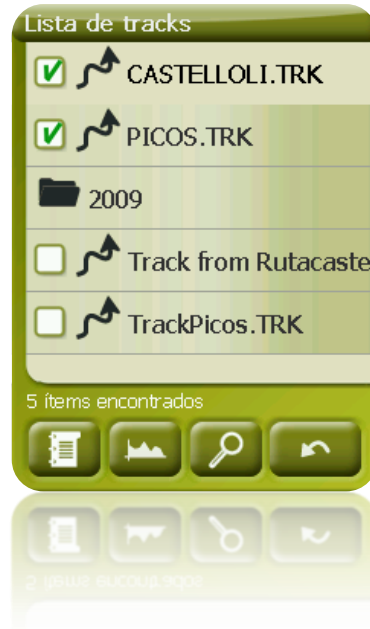 Lista de tracks
CASTELLOLI.TRK
PICOS.TRK
2009
Track from Rutacaste
TrackPicos.TRK
5 ítems encontrados